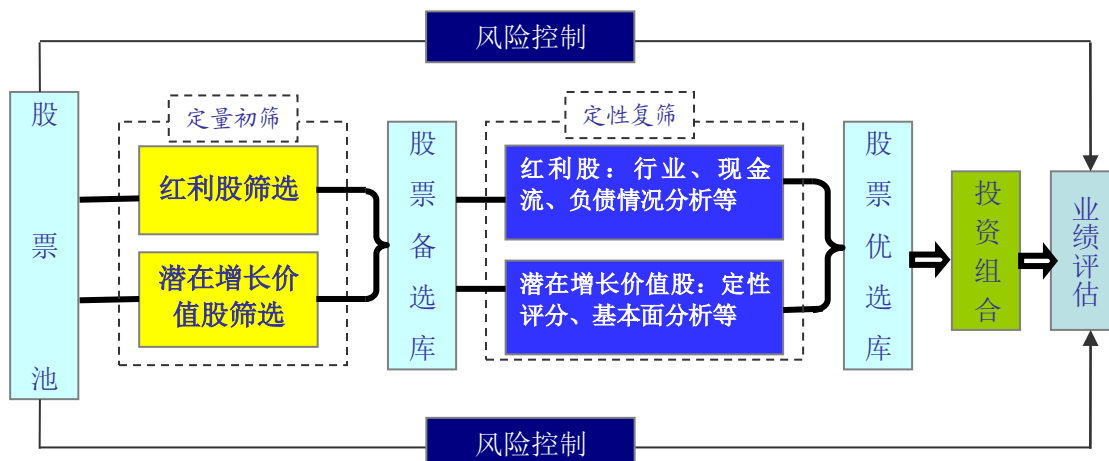 风险控制
股票池
定量初筛
红利股筛选
潜在增长价
值股筛选
股票备选库
定性复筛
红利股：行业、现金
流、负债情况分析等
潜在增长价值股：定性
评分、基本面分析等
股票优选库
投资组合
业绩评估
风险控制